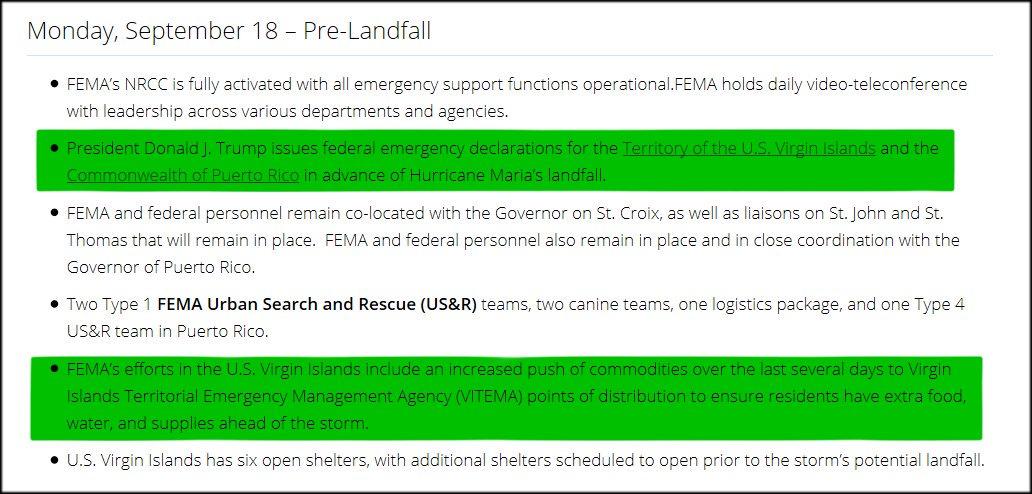 Monday, September 18 – Pre-Landfall
• FEMA’s NRCC is fully activated with all emergency support functions operational.FEMA holds daily video-teleconference
with leadership across various departments and agencies.
• President Donald J. Trump issues federal emergency declarations for the Territory of the U.S. Virgin Islands and the
Commonwealth of Puerto Rico in advance of Hurricane Maria’s landfall.
• FEMA and federal personnel remain co-located with the Governor on St. Croix, as well as liaisons on St. John and St.
Thomas that will remain in place.  FEMA and federal personnel also remain in place and in close coordination with the
Governor of Puerto Rico.
• Two Type 1 FEMA Urban Search and Rescue (US&R) teams, two canine teams, one logistics package, and one Type 4
US&R team in Puerto Rico.
• FEMA’s efforts in the U.S. Virgin Islands include an increased push of commodities over the last several days to Virgin
Islands Territorial Emergency Management Agency (VITEMA) points of distribution to ensure residents have extra food,
water, and supplies ahead of the storm.
• U.S. Virgin Islands has six open shelters, with additional shelters scheduled to open prior to the storm’s potential landfall.